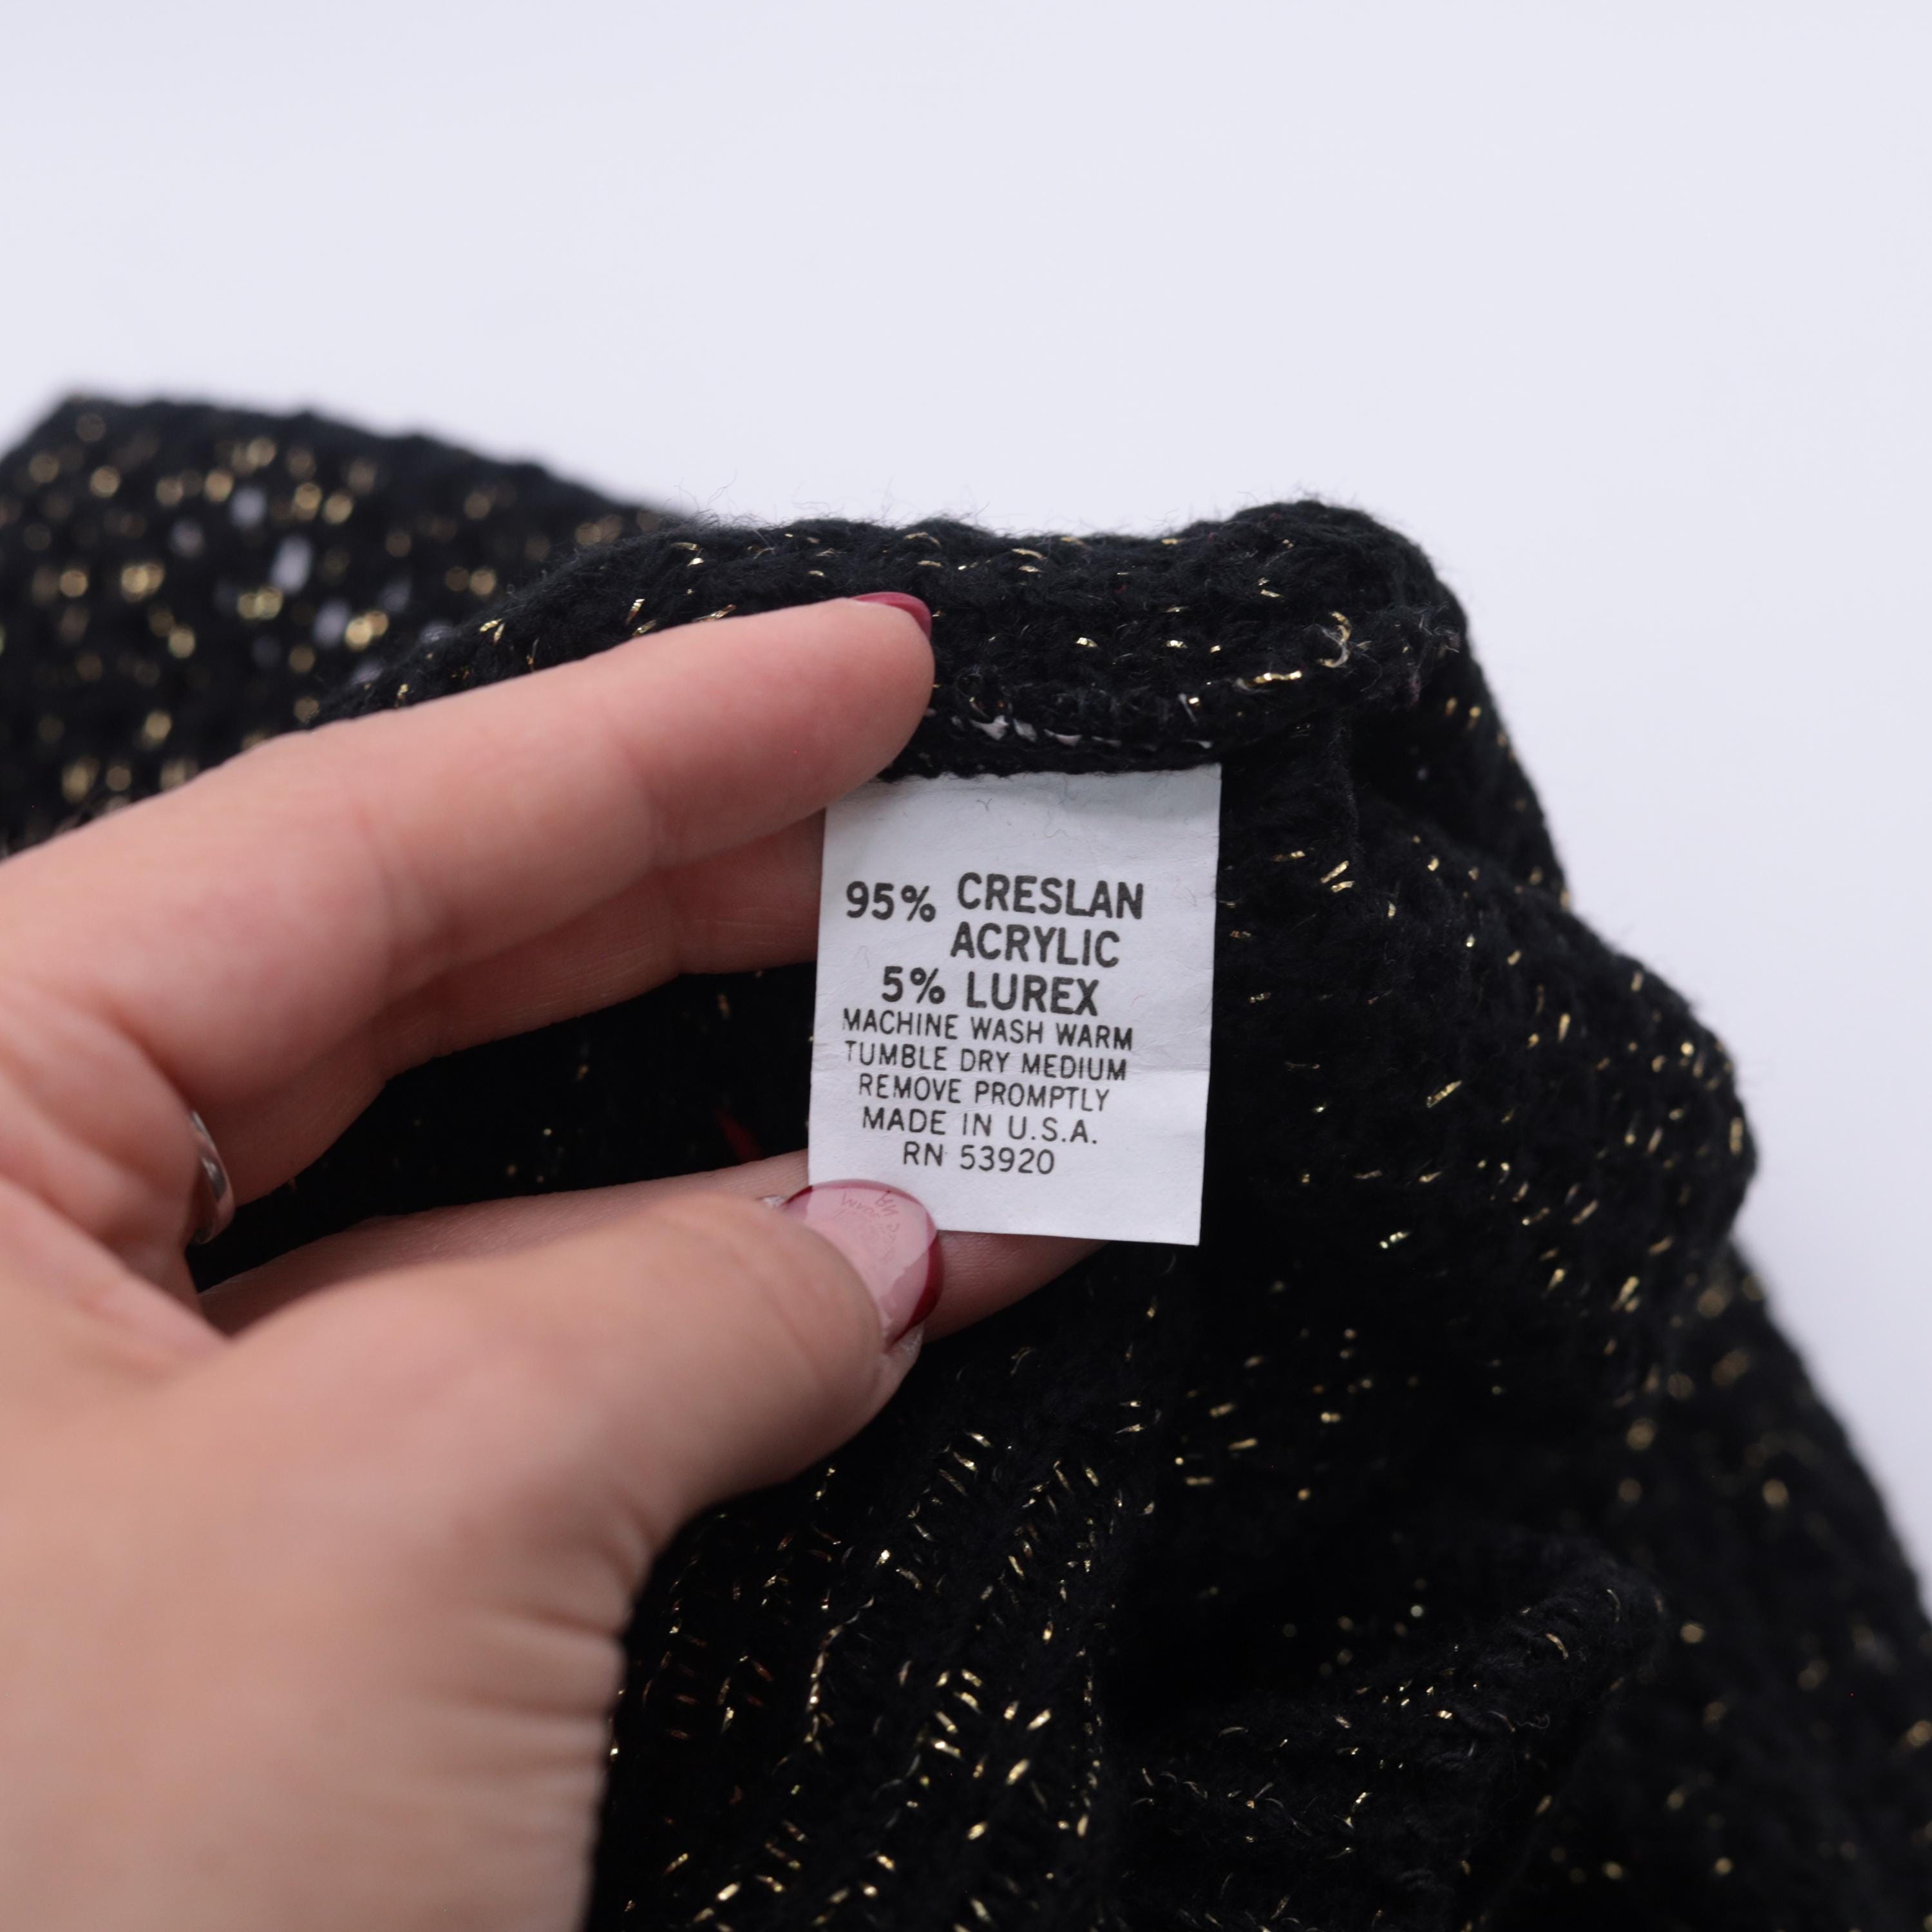 95% CRESLAN
ACRYLIC
5% LUREX
MACHINE WASH WARM
TUMBLE DRY MEDIUM
REMOVE PROMPTLY
MADE IN U.S.A.
RN 53920